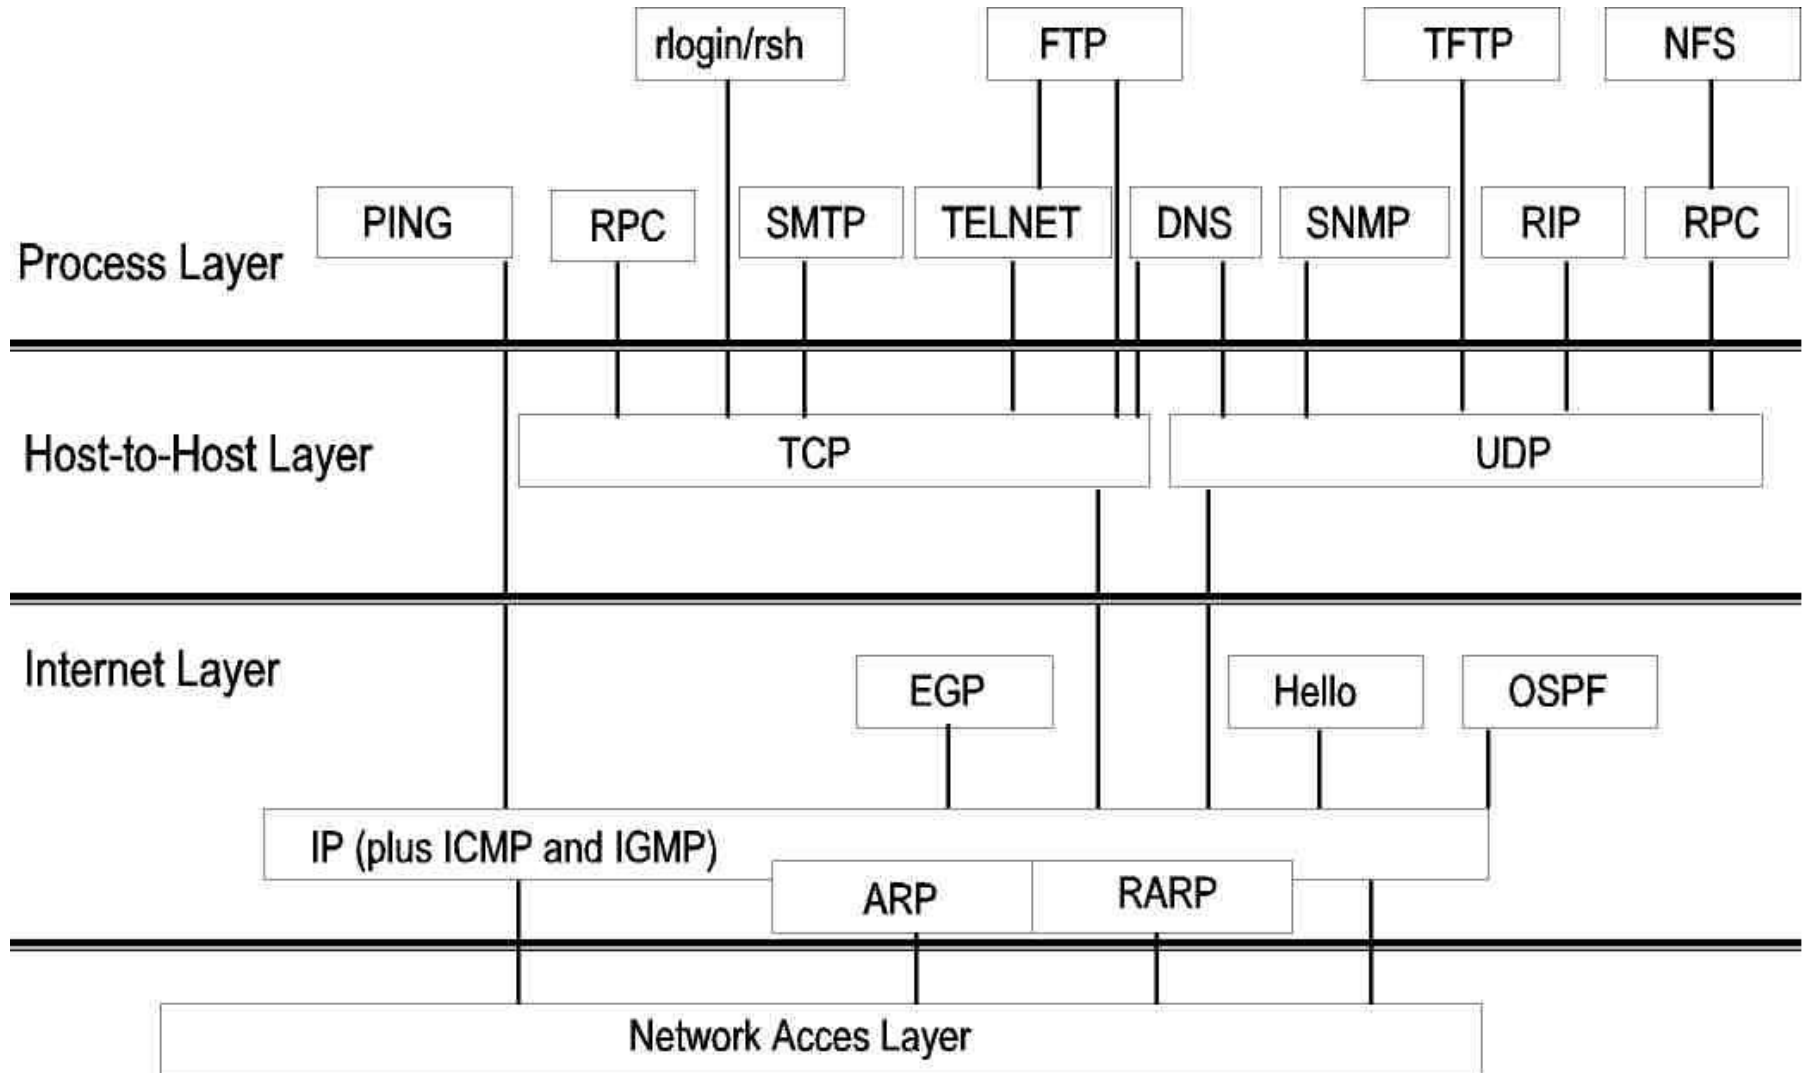 rlogin/rsh
FTP
TFTP
NFS
PING
RPC
SMTP
TELNET
DNS
SNMP
RIP
RPC
Process Layer
Host-to-Host Layer
TCP
UDP
Internet Layer
EGP
Hello
OSPF
IP (plus ICMP and IGMP)
ARP
RARP
Network Acces Layer